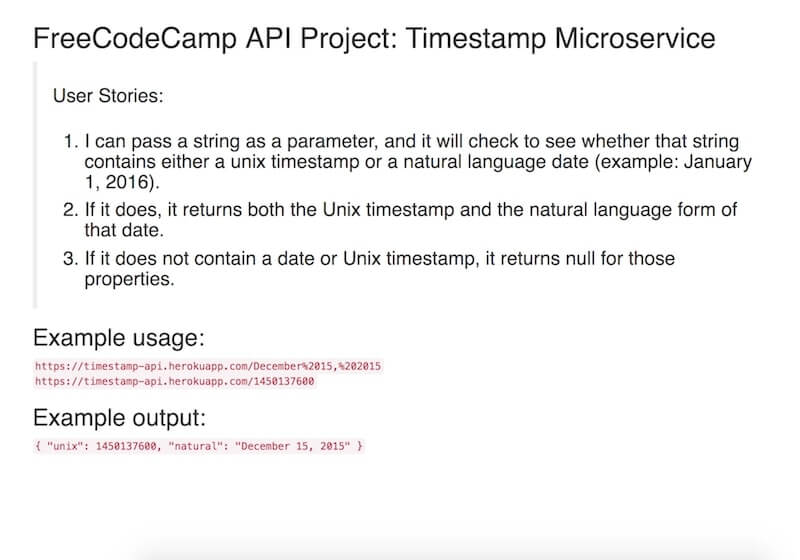 FreeCodeCamp API Project: Timestamp Microservice
User Stories:
1. I can pass a string as a parameter, and it will check to see whether that string
contains either a unix timestamp or a natural language date (example: January
1, 2016).
2. If it does, it returns both the Unix timestamp and the natural language form of
that date.
3. If it does not contain a date or Unix timestamp, it returns null for those
properties.
Example usage:
https://timestamp-api.herokuapp.com/December%2015,%202015
https://timestamp-api.herokuapp.com/1450137600
Example output:
{ "unix": 1450137600, "natural": "December 15, 2015" }